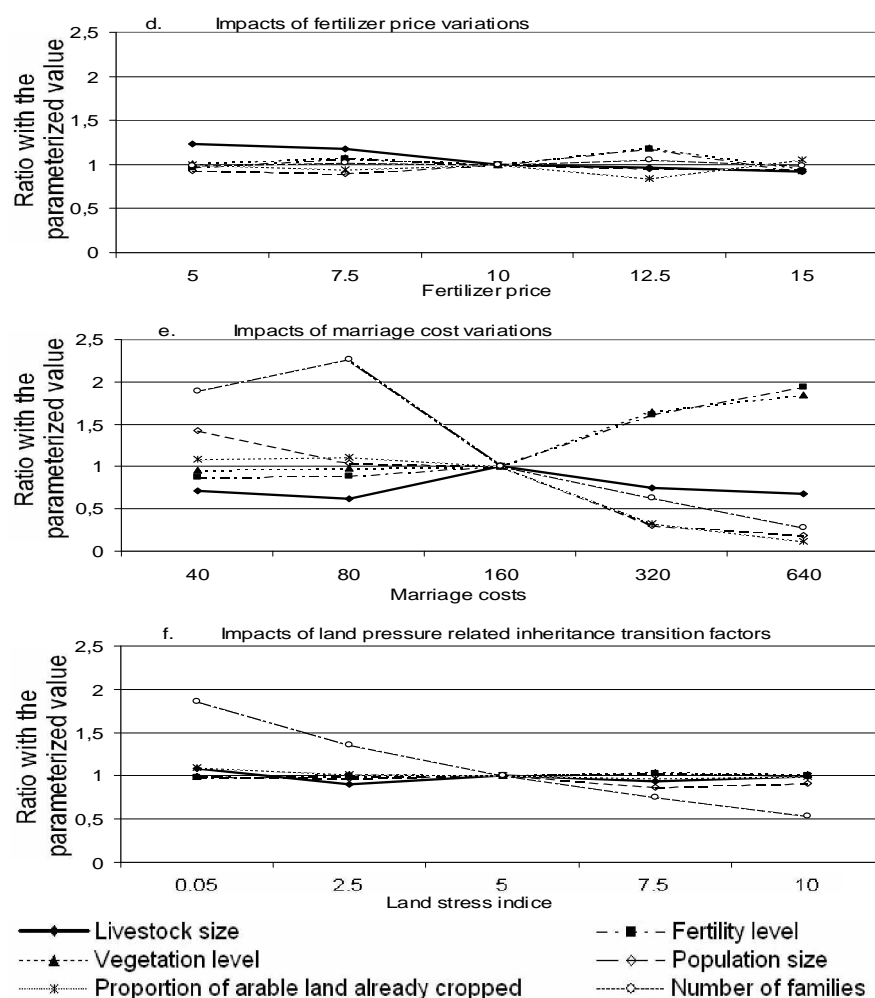 d. Impacts of fertilizer price variations
Ratio with the
parameterized value
2,5
2
1,5
1
0,5
0
5 7.5 10 12.5 15
Fertilizer price
e. Impacts of marriage cost variations
Ratio with the
parameterized value
2,5
2
1,5
1
0,5
0
40 80 160 320 640
Marriage costs
f. Impacts of land pressure related inheritance transition factors
Ratio with the
parameterized value
2,5
2
1,5
1
0,5
0
0.05 2.5 5 7.5 10
Land stress indice
Livestock size Fertility level
Vegetation level Population size
Proportion of arable land already cropped Number of families